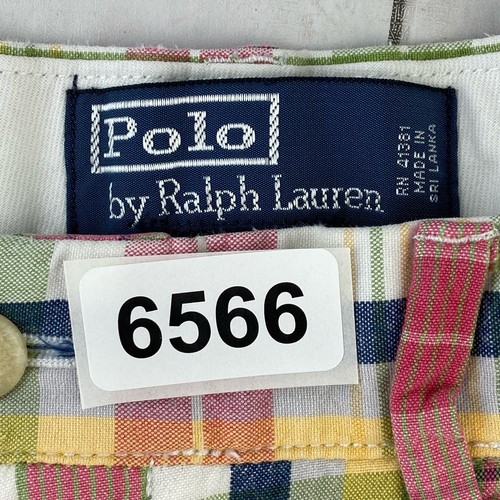 Polo
by Ralph Lauren
RN 41381
MADE IN
SRI LANKA
6566